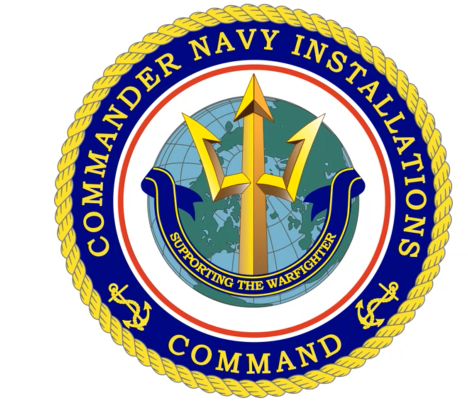 COMMANDER NAVY INSTALLATIONS
SUPPORTING THE WARFIGHTER
COMMAND